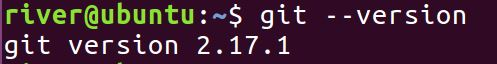 river@ubuntu:~$ git --version
git version 2.17.1